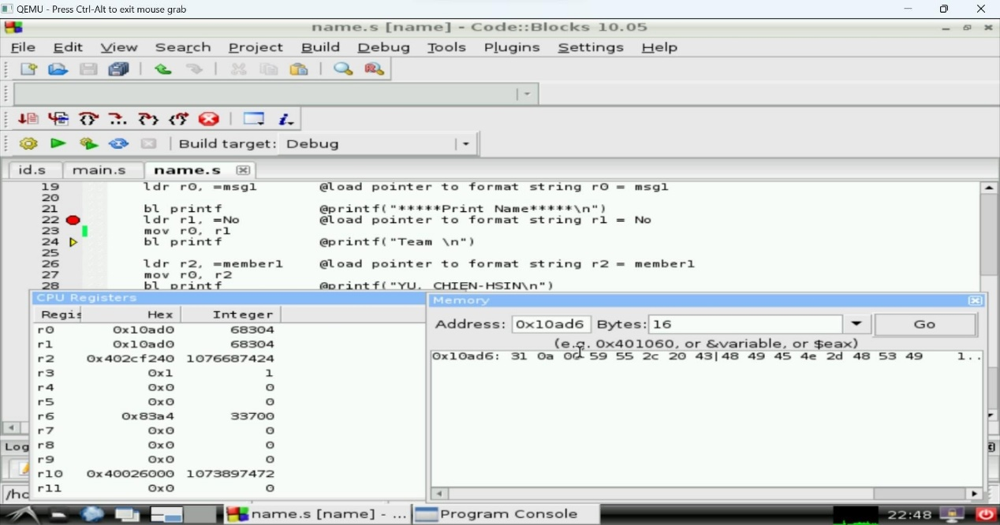 QEMU - Press Ctrl-Alt to exit mouse grab
name.s [name] - Code::Blocks 10.05
File Edit View Search Project Build Debug Tools Plugins Settings Help
Build target: Debug
id.s main.s name.s
19 ldr r0, =msg1 @load pointer to format string r0 = msg1
20
21 bl printf @printf("*****Print Name*****\n")
22 ldr r1, =No @load pointer to format string r1 = No
23 mov r0, r1
24 bl printf @printf("Team \n")
25
26 ldr r2, =member1 @load pointer to format string r2 = member1
27 mov r0, r2
28 bl printf @printf("YU, CHIEN-HSIN\n")
CPU Registers
Regis Hex Integer
r0 0x10ad0 68304
r1 0x10ad0 68304
r2 0x402cf240 1076687424
r3 0x1 1
r4 0x0 0
r5 0x0 0
r6 0x83a4 33700
r7 0x0 0
r8 0x0 0
r9 0x0 0
r10 0x40026000 1073897472
r11 0x0 0
Memory
Address: 0x10ad6 Bytes: 16 Go
(e.g. 0x401060, or &variable, or $eax)
0x10ad6: 31 0a 00 59 55 2c 20 43|48 49 45 4e 2d 48 53 49 1..
Log
/hc
name.s [name] - ... Program Console 22:48